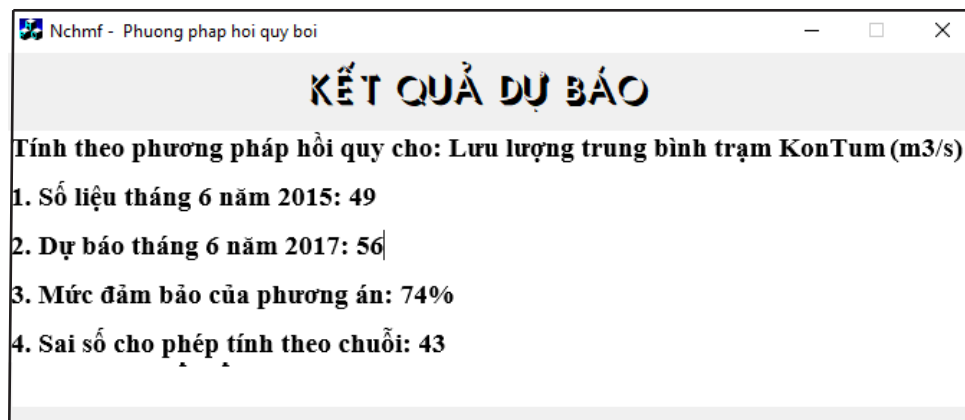 Nchmf - Phuong phap hoi quy boi
KẾT QUẢ DỰ BÁO
Tính theo phương pháp hồi quy cho: Lưu lượng trung bình trạm KonTum (m3/s)
1. Số liệu tháng 6 năm 2015: 49
2. Dự báo tháng 6 năm 2017: 56
3. Mức đảm bảo của phương án: 74%
4. Sai số cho phép tính theo chuỗi: 43